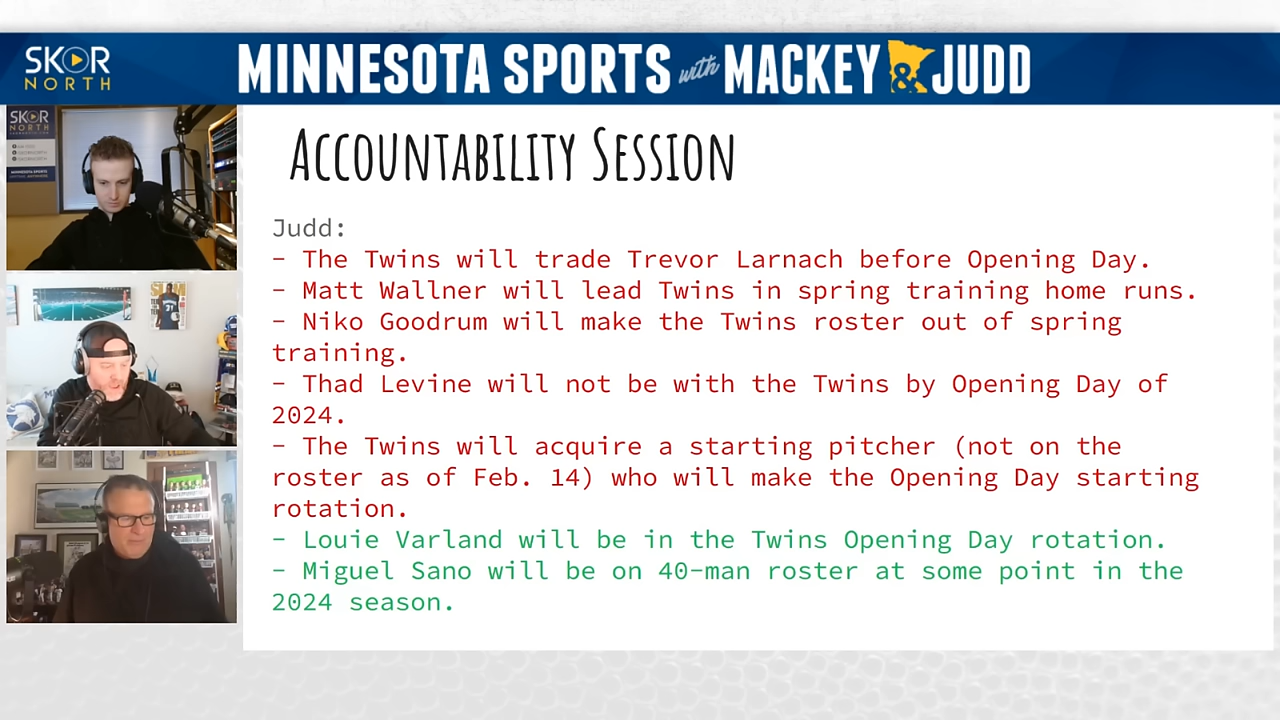 SKOR
NORTH
MINNESOTA SPORTS with MACKEY & JUDD
SKOR
NORTH
Accountability Session
Judd:
- The Twins will trade Trevor Larnach before Opening Day.
- Matt Wallner will lead Twins in spring training home runs.
- Niko Goodrum will make the Twins roster out of spring
training.
- Thad Levine will not be with the Twins by Opening Day of
2024.
- The Twins will acquire a starting pitcher (not on the
roster as of Feb. 14) who will make the Opening Day starting
rotation.
- Louie Varland will be in the Twins Opening Day rotation.
- Miguel Sano will be on 40-man roster at some point in the
2024 season.